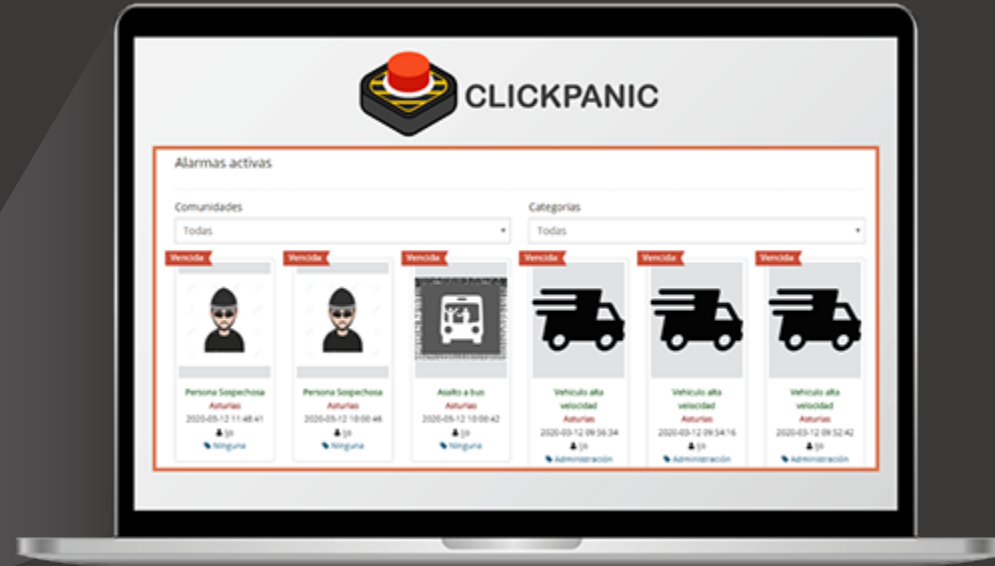 CLICKPANIC
Alarmas activas
Comunidades
Categorías
Todas
Todas
Vencida
Vencida
Vencida
Vencida
Vencida
Vencida
Persona Sospechosa
Asturias
2020-03-12 11:48:41
Ninguna
Persona Sospechosa
Asturias
2020-03-12 10:00:46
Ninguna
Asalto a bus
Asturias
2020-03-12 10:00:42
Ninguna
Vehículo alta
velocidad
Asturias
2020-03-12 09:56:34
Administración
Vehículo alta
velocidad
Asturias
2020-03-12 09:54:16
Administración
Vehículo alta
velocidad
Asturias
2020-03-12 09:52:42
Administración